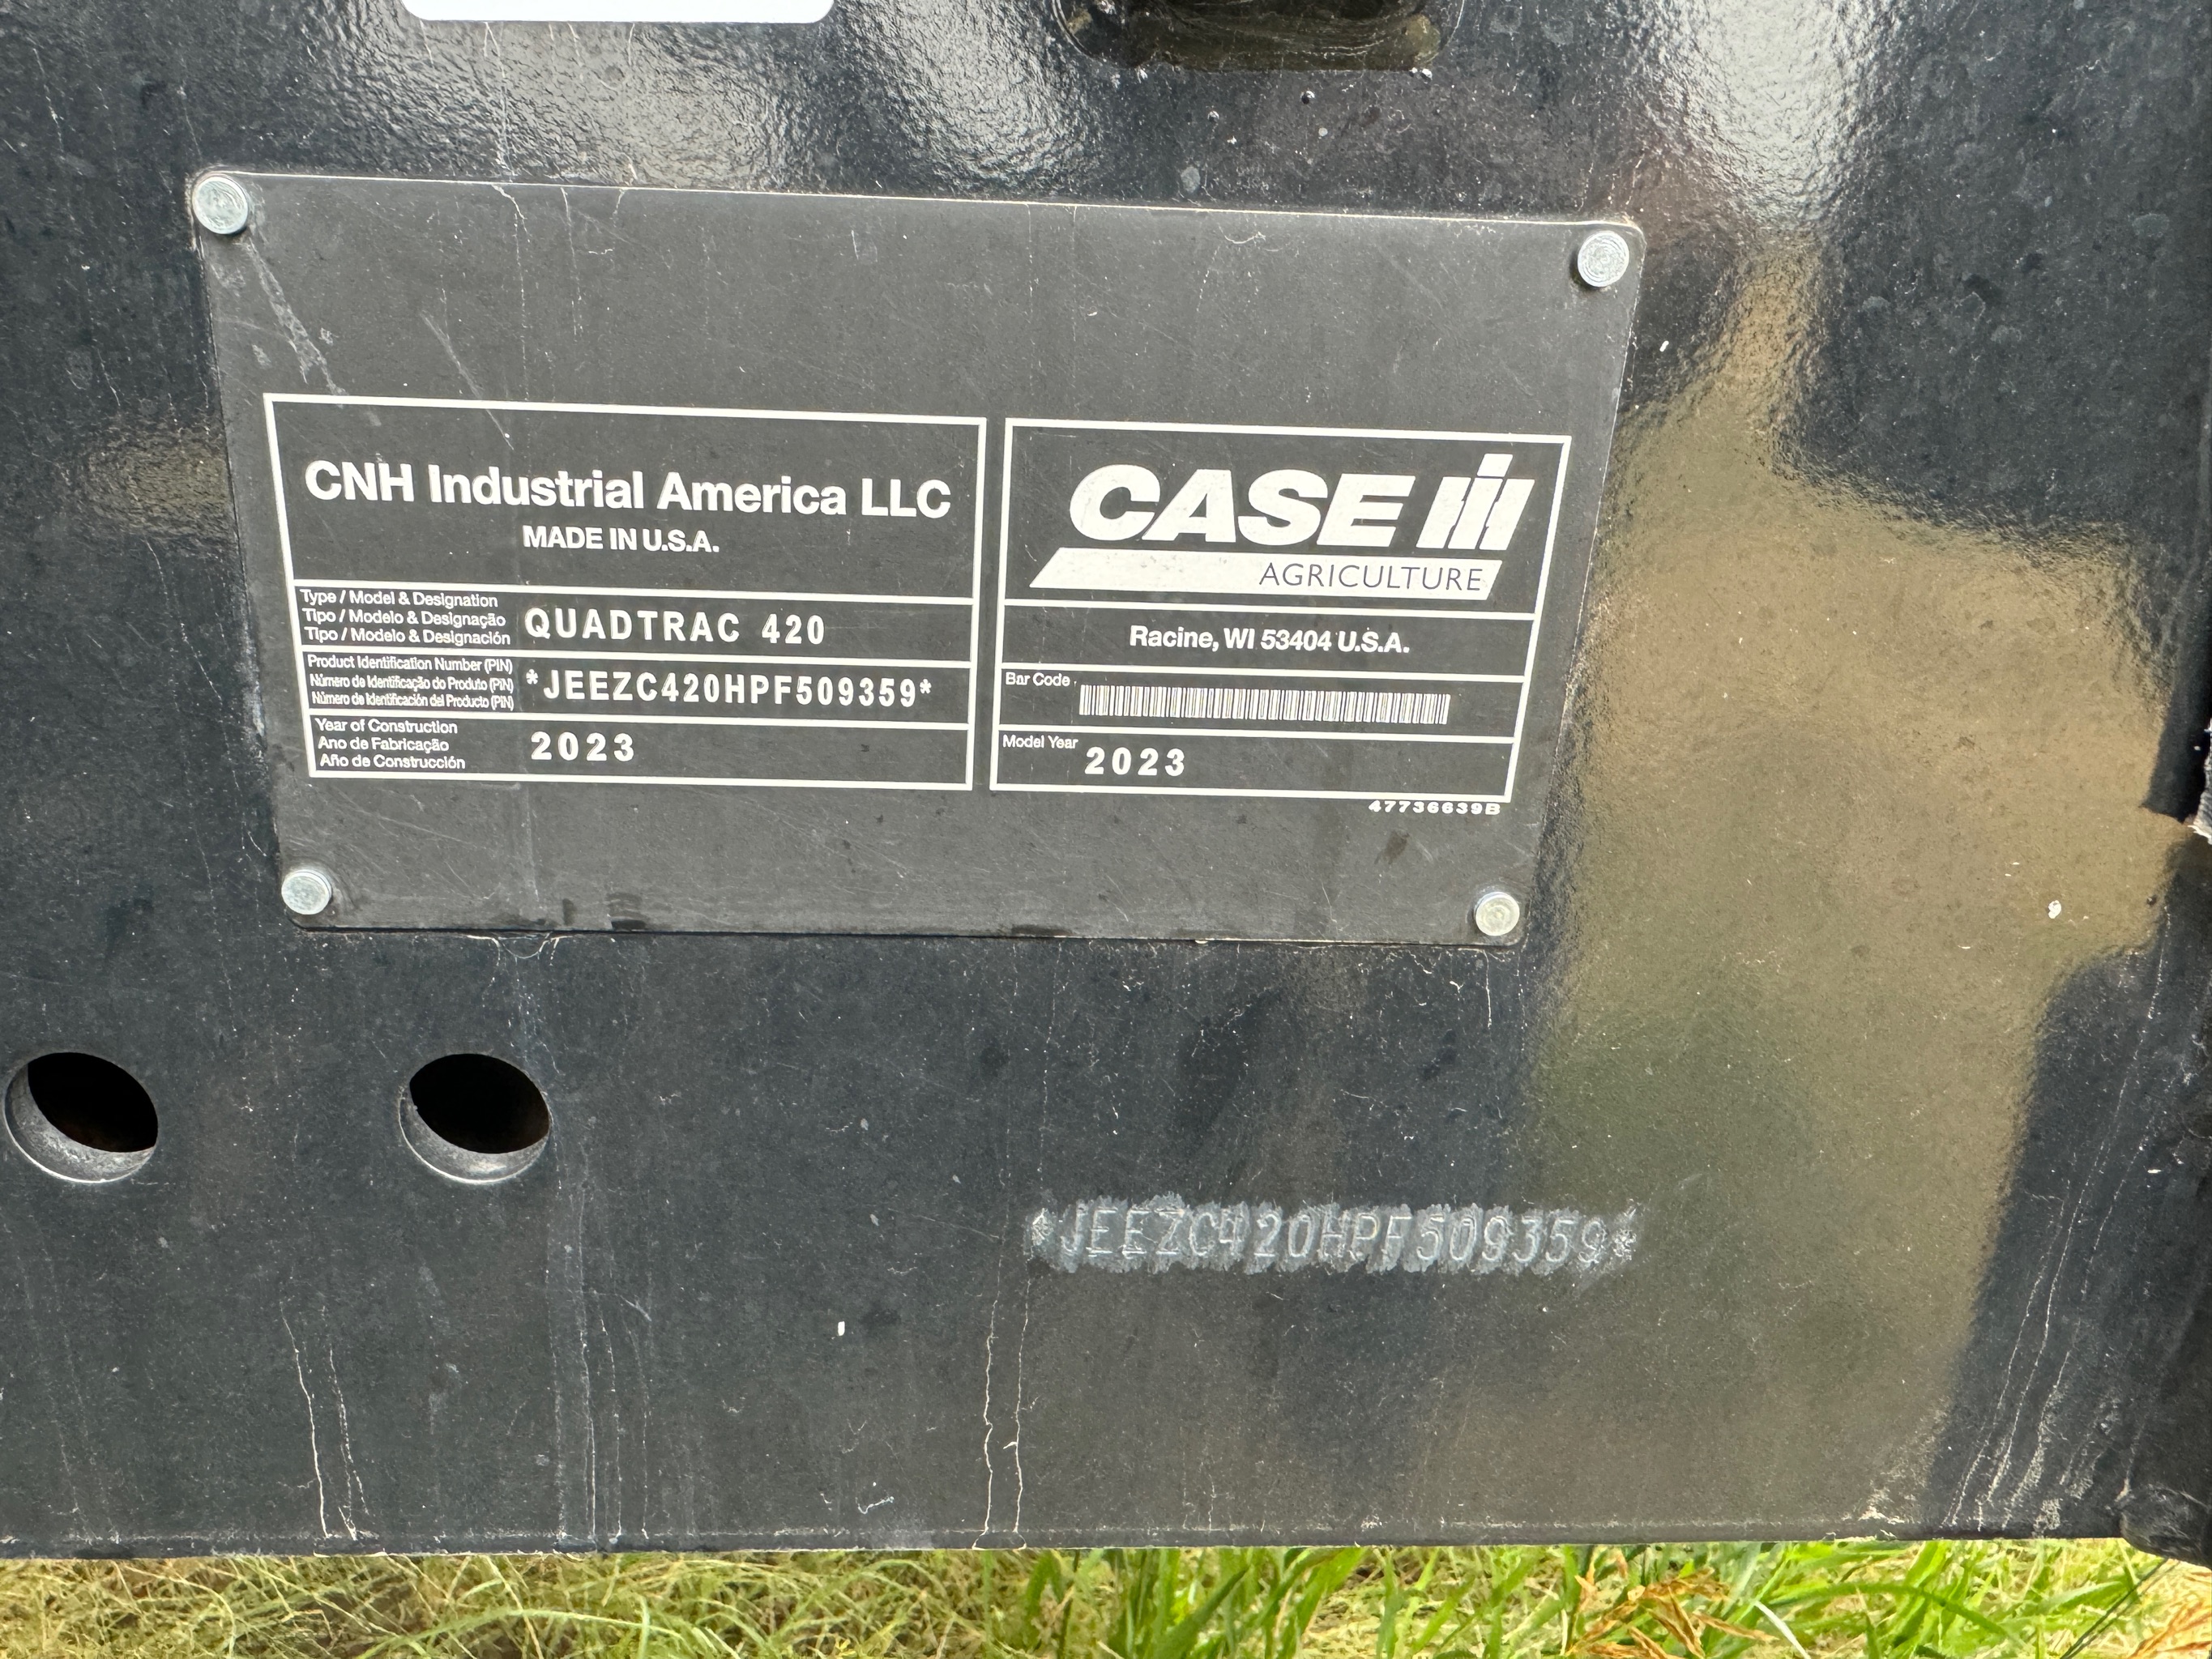 CNH Industrial America LLC
MADE IN U.S.A.
Type / Model & Designation
Tipo / Modelo & Designação
Tipo / Modelo & Designación
QUADTRAC 420
Product Identification Number (PIN)
Número de Identificação do Produto (PIN)
Número de Identificación del Producto (PIN)
*JEEZC420HPF509359*
Year of Construction
Ano de Fabricação
Año de Construcción
2023
CASE IH
AGRICULTURE
Racine, WI 53404 U.S.A.
Bar Code
Model Year
2023
47736639B
*JEEZC420HPF509359*